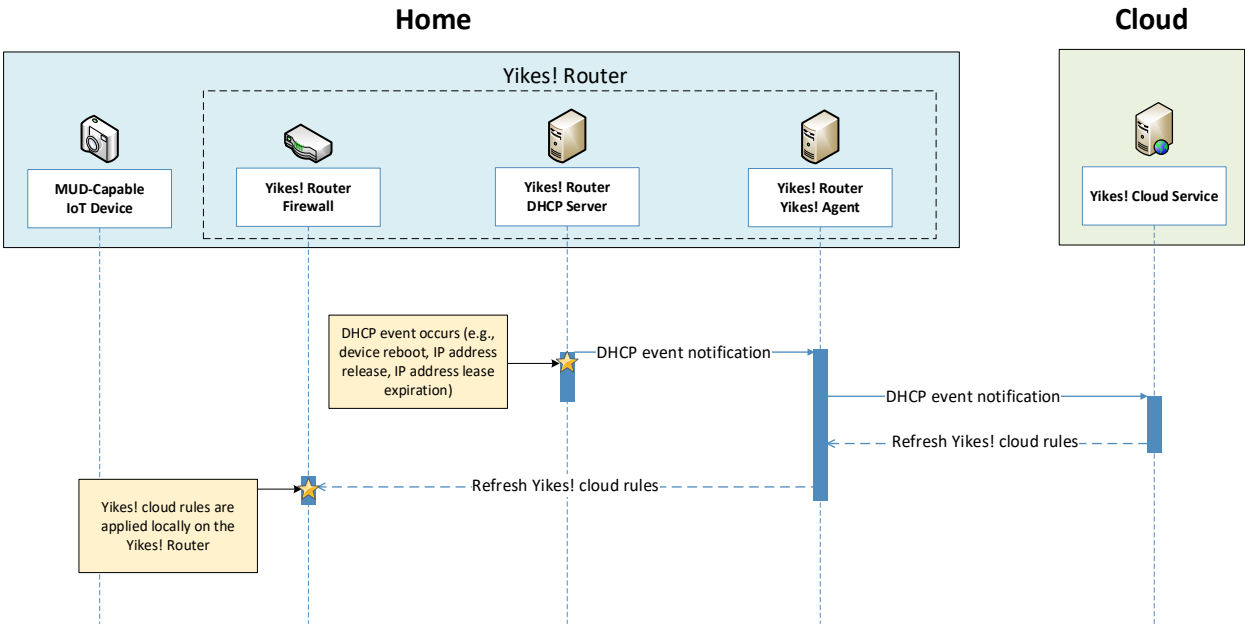 Home
Cloud
Yikes! Router
MUD-Capable
IoT Device
Yikes! Router
Firewall
Yikes! Router
DHCP Server
Yikes! Router
Yikes! Agent
Yikes! Cloud Service
DHCP event occurs (e.g.,
device reboot, IP address
release, IP address lease
expiration)
DHCP event notification
DHCP event notification
Refresh Yikes! cloud rules
Refresh Yikes! cloud rules
Yikes! cloud rules are
applied locally on the
Yikes! Router